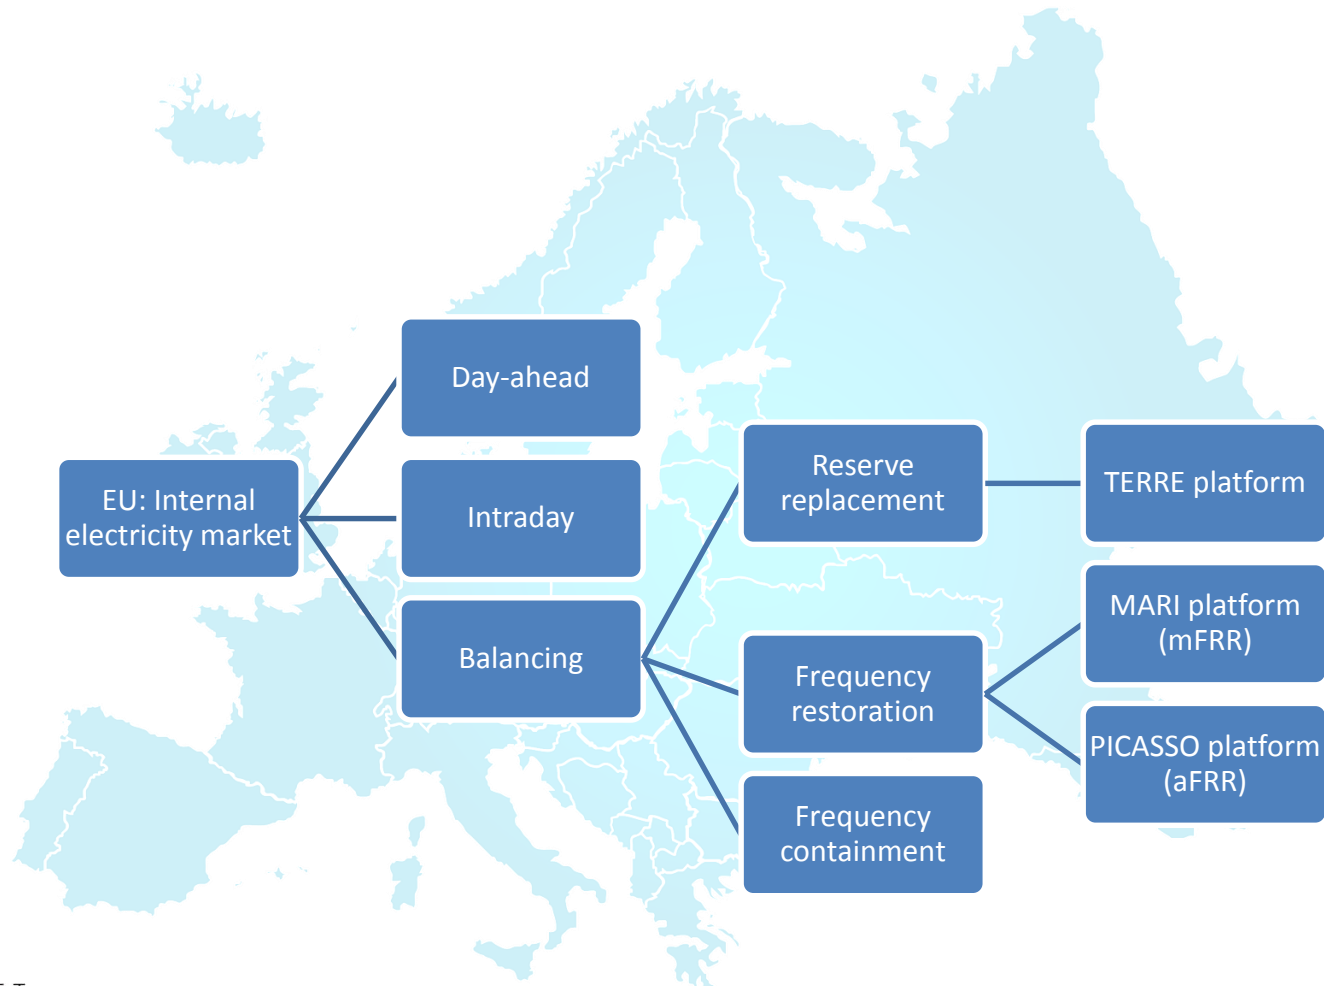 Day-ahead
EU: Internal
electricity market
Intraday
Balancing
Reserve
replacement
Frequency
restoration
Frequency
containment
TERRE platform
MARI platform
(mFRR)
PICASSO platform
(aFRR)